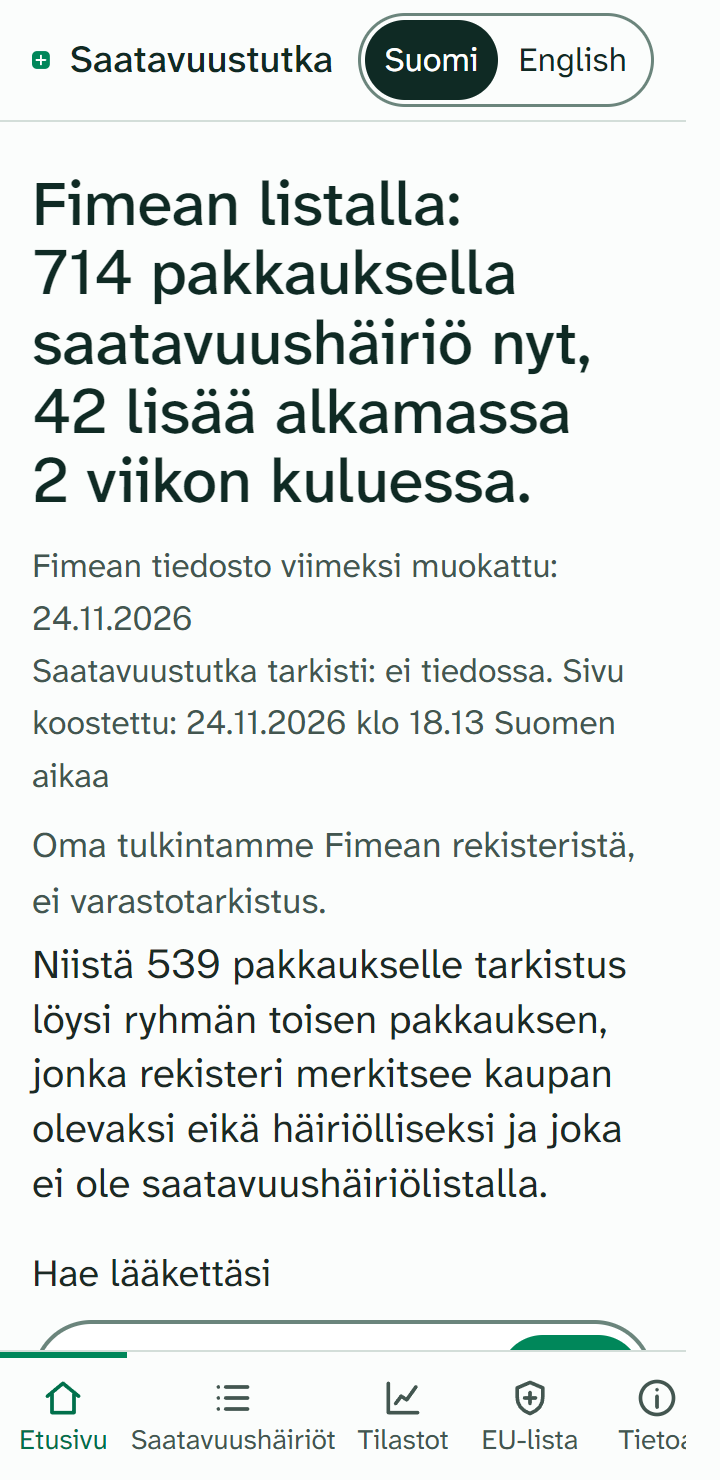 Saatavuustutka
Suomi
English
Fimean listalla:
714 pakkauksella
saatavuushäiriö nyt,
42 lisää alkamassa
2 viikon kuluessa.
Fimean tiedosto viimeksi muokattu:
24.11.2026
Saatavuustutka tarkisti: ei tiedossa. Sivu
koostettu: 24.11.2026 klo 18.13 Suomen
aikaa
Oma tulkintamme Fimean rekisteristä,
ei varastotarkistus.
Niistä 539 pakkaukselle tarkistus
löysi ryhmän toisen pakkauksen,
jonka rekisteri merkitsee kaupan
olevaksi eikä häiriölliseksi ja joka
ei ole saatavuushäiriölistalla.
Hae lääkettäsi
Etusivu
Saatavuushäiriöt
Tilastot
EU-lista